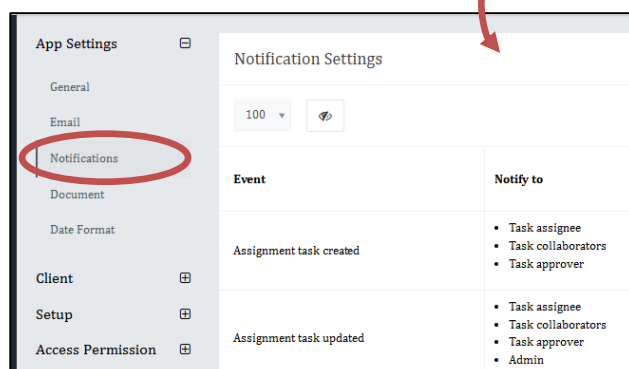 App Settings
General
Email
Notifications
Document
Date Format
Client
Setup
Access Permission
Notification Settings
100
Event
Notify to
Assignment task created
• Task assignee
• Task collaborators
• Task approver
Assignment task updated
• Task assignee
• Task collaborators
• Task approver
• Admin